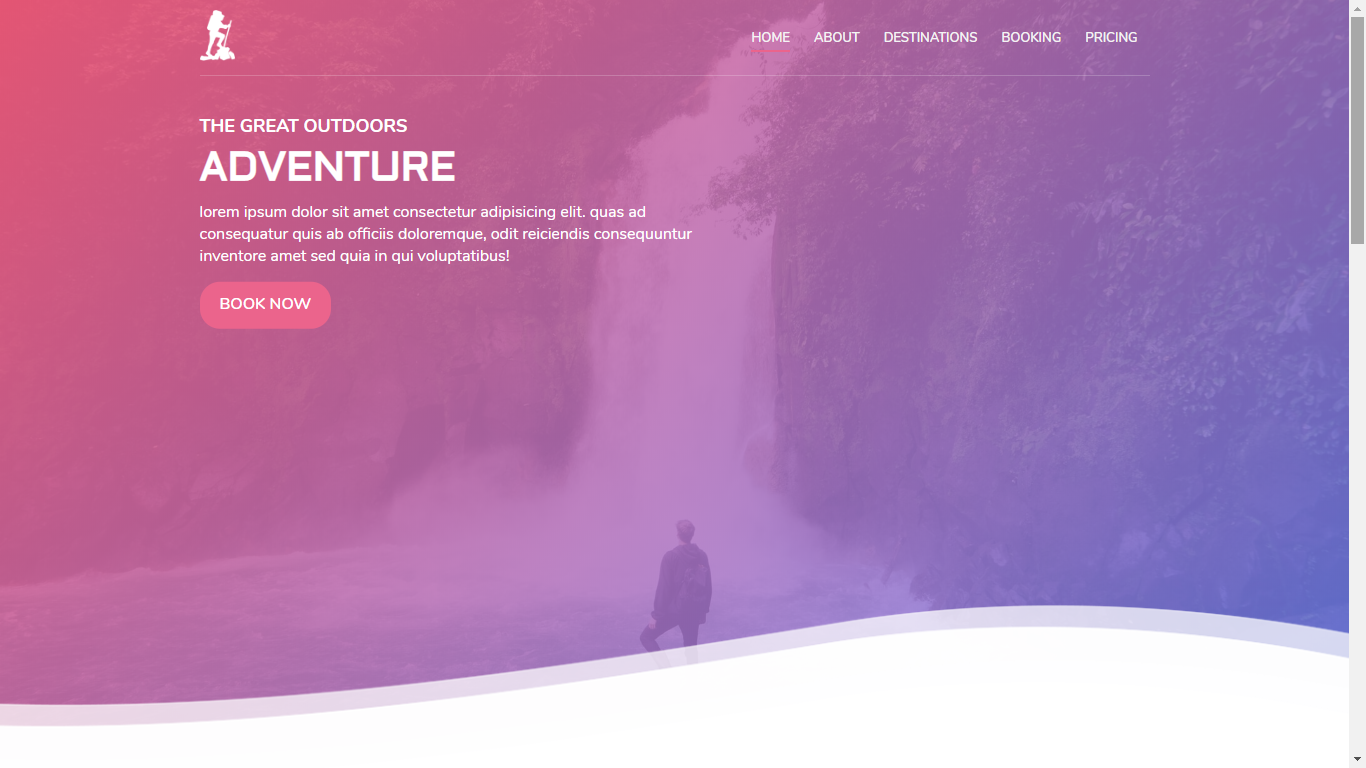 HOME
ABOUT
DESTINATIONS
BOOKING
PRICING
THE GREAT OUTDOORS
ADVENTURE
lorem ipsum dolor sit amet consectetur adipisicing elit. quas ad
consequatur quis ab officiis doloremque, odit reiciendis consequuntur
inventore amet sed quia in qui voluptatibus!
BOOK NOW